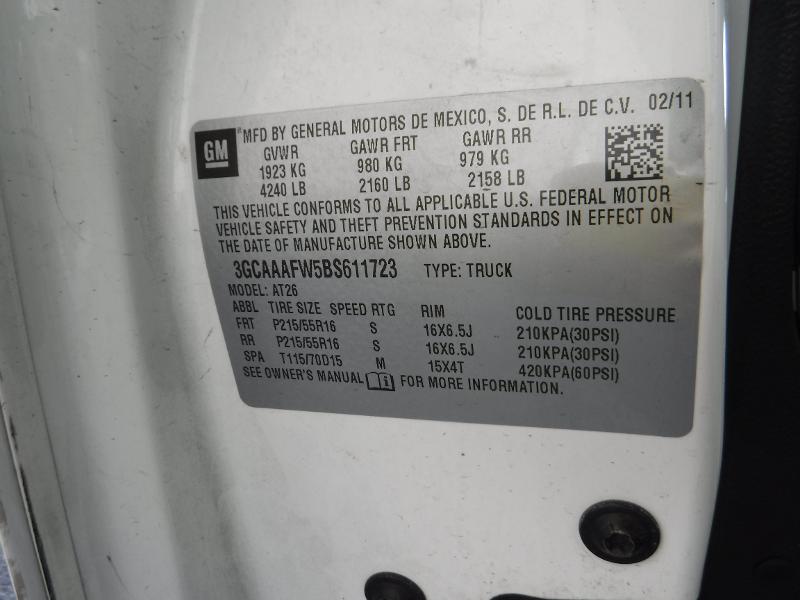 GM
MFD BY GENERAL MOTORS DE MEXICO, S. DE R.L. DE C.V. 02/11
GVWR GAWR FRT GAWR RR
1923 KG 980 KG 979 KG
4240 LB 2160 LB 2158 LB
THIS VEHICLE CONFORMS TO ALL APPLICABLE U.S. FEDERAL MOTOR
VEHICLE SAFETY AND THEFT PREVENTION STANDARDS IN EFFECT ON
THE DATE OF MANUFACTURE SHOWN ABOVE.
3GCAAAFW5BS611723 TYPE: TRUCK
MODEL: AT26
ABBL TIRE SIZE SPEED RTG RIM COLD TIRE PRESSURE
FRT P215/55R16 S 16X6.5J 210KPA(30PSI)
RR P215/55R16 S 16X6.5J 210KPA(30PSI)
SPA T115/70D15 M 15X4T 420KPA(60PSI)
SEE OWNER'S MANUAL FOR MORE INFORMATION.